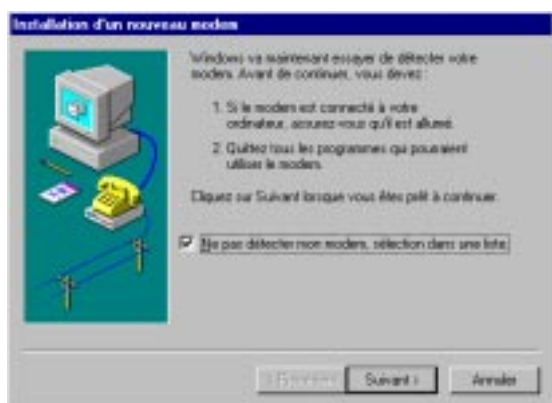 Installation d'un nouveau modem
Windows va maintenant essayer de détecter votre
modem. Avant de continuer, vous devez :
1. Si le modem est connecté à votre
ordinateur, assurez-vous qu'il est allumé.
2. Quittez tous les programmes qui pourraient
utiliser le modem.
Cliquez sur Suivant lorsque vous êtes prêt à continuer.
Ne pas détecter mon modem, sélection dans une liste.
< Précédent
Suivant >
Annuler